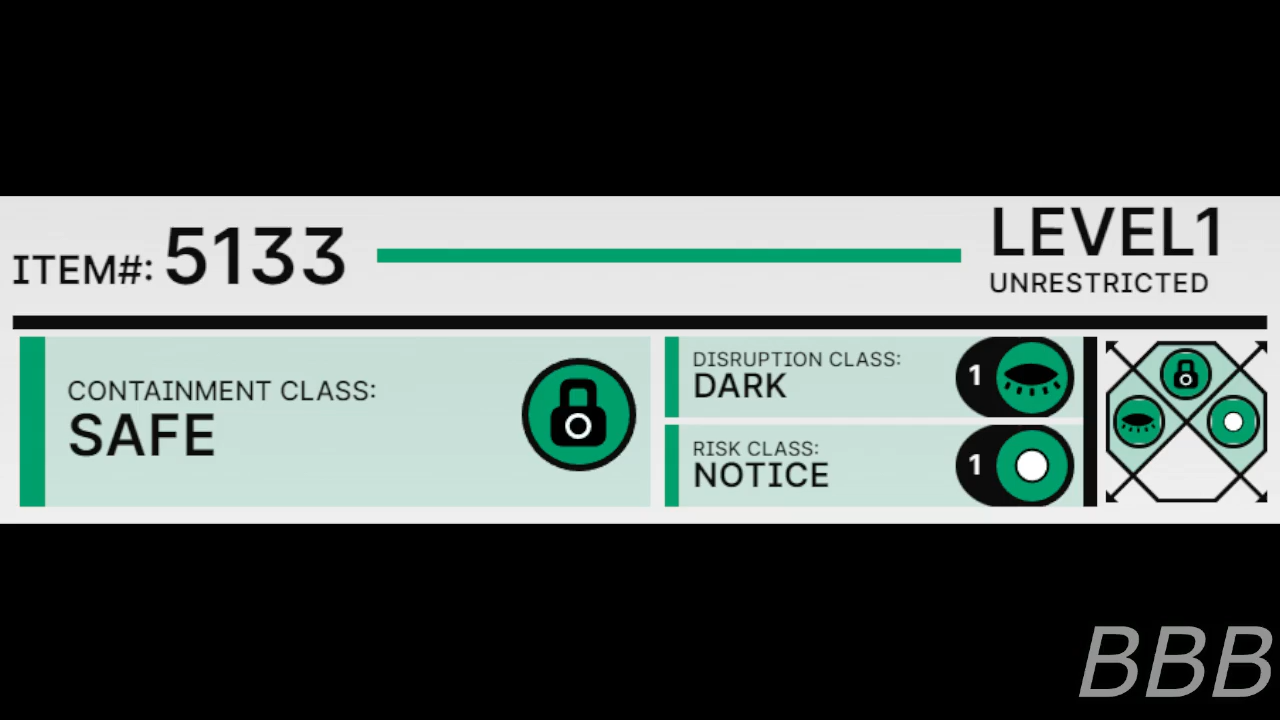 ITEM#: 5133
LEVEL1
UNRESTRICTED
CONTAINMENT CLASS:
SAFE
DISRUPTION CLASS:
DARK
1
RISK CLASS:
NOTICE
1
BBB